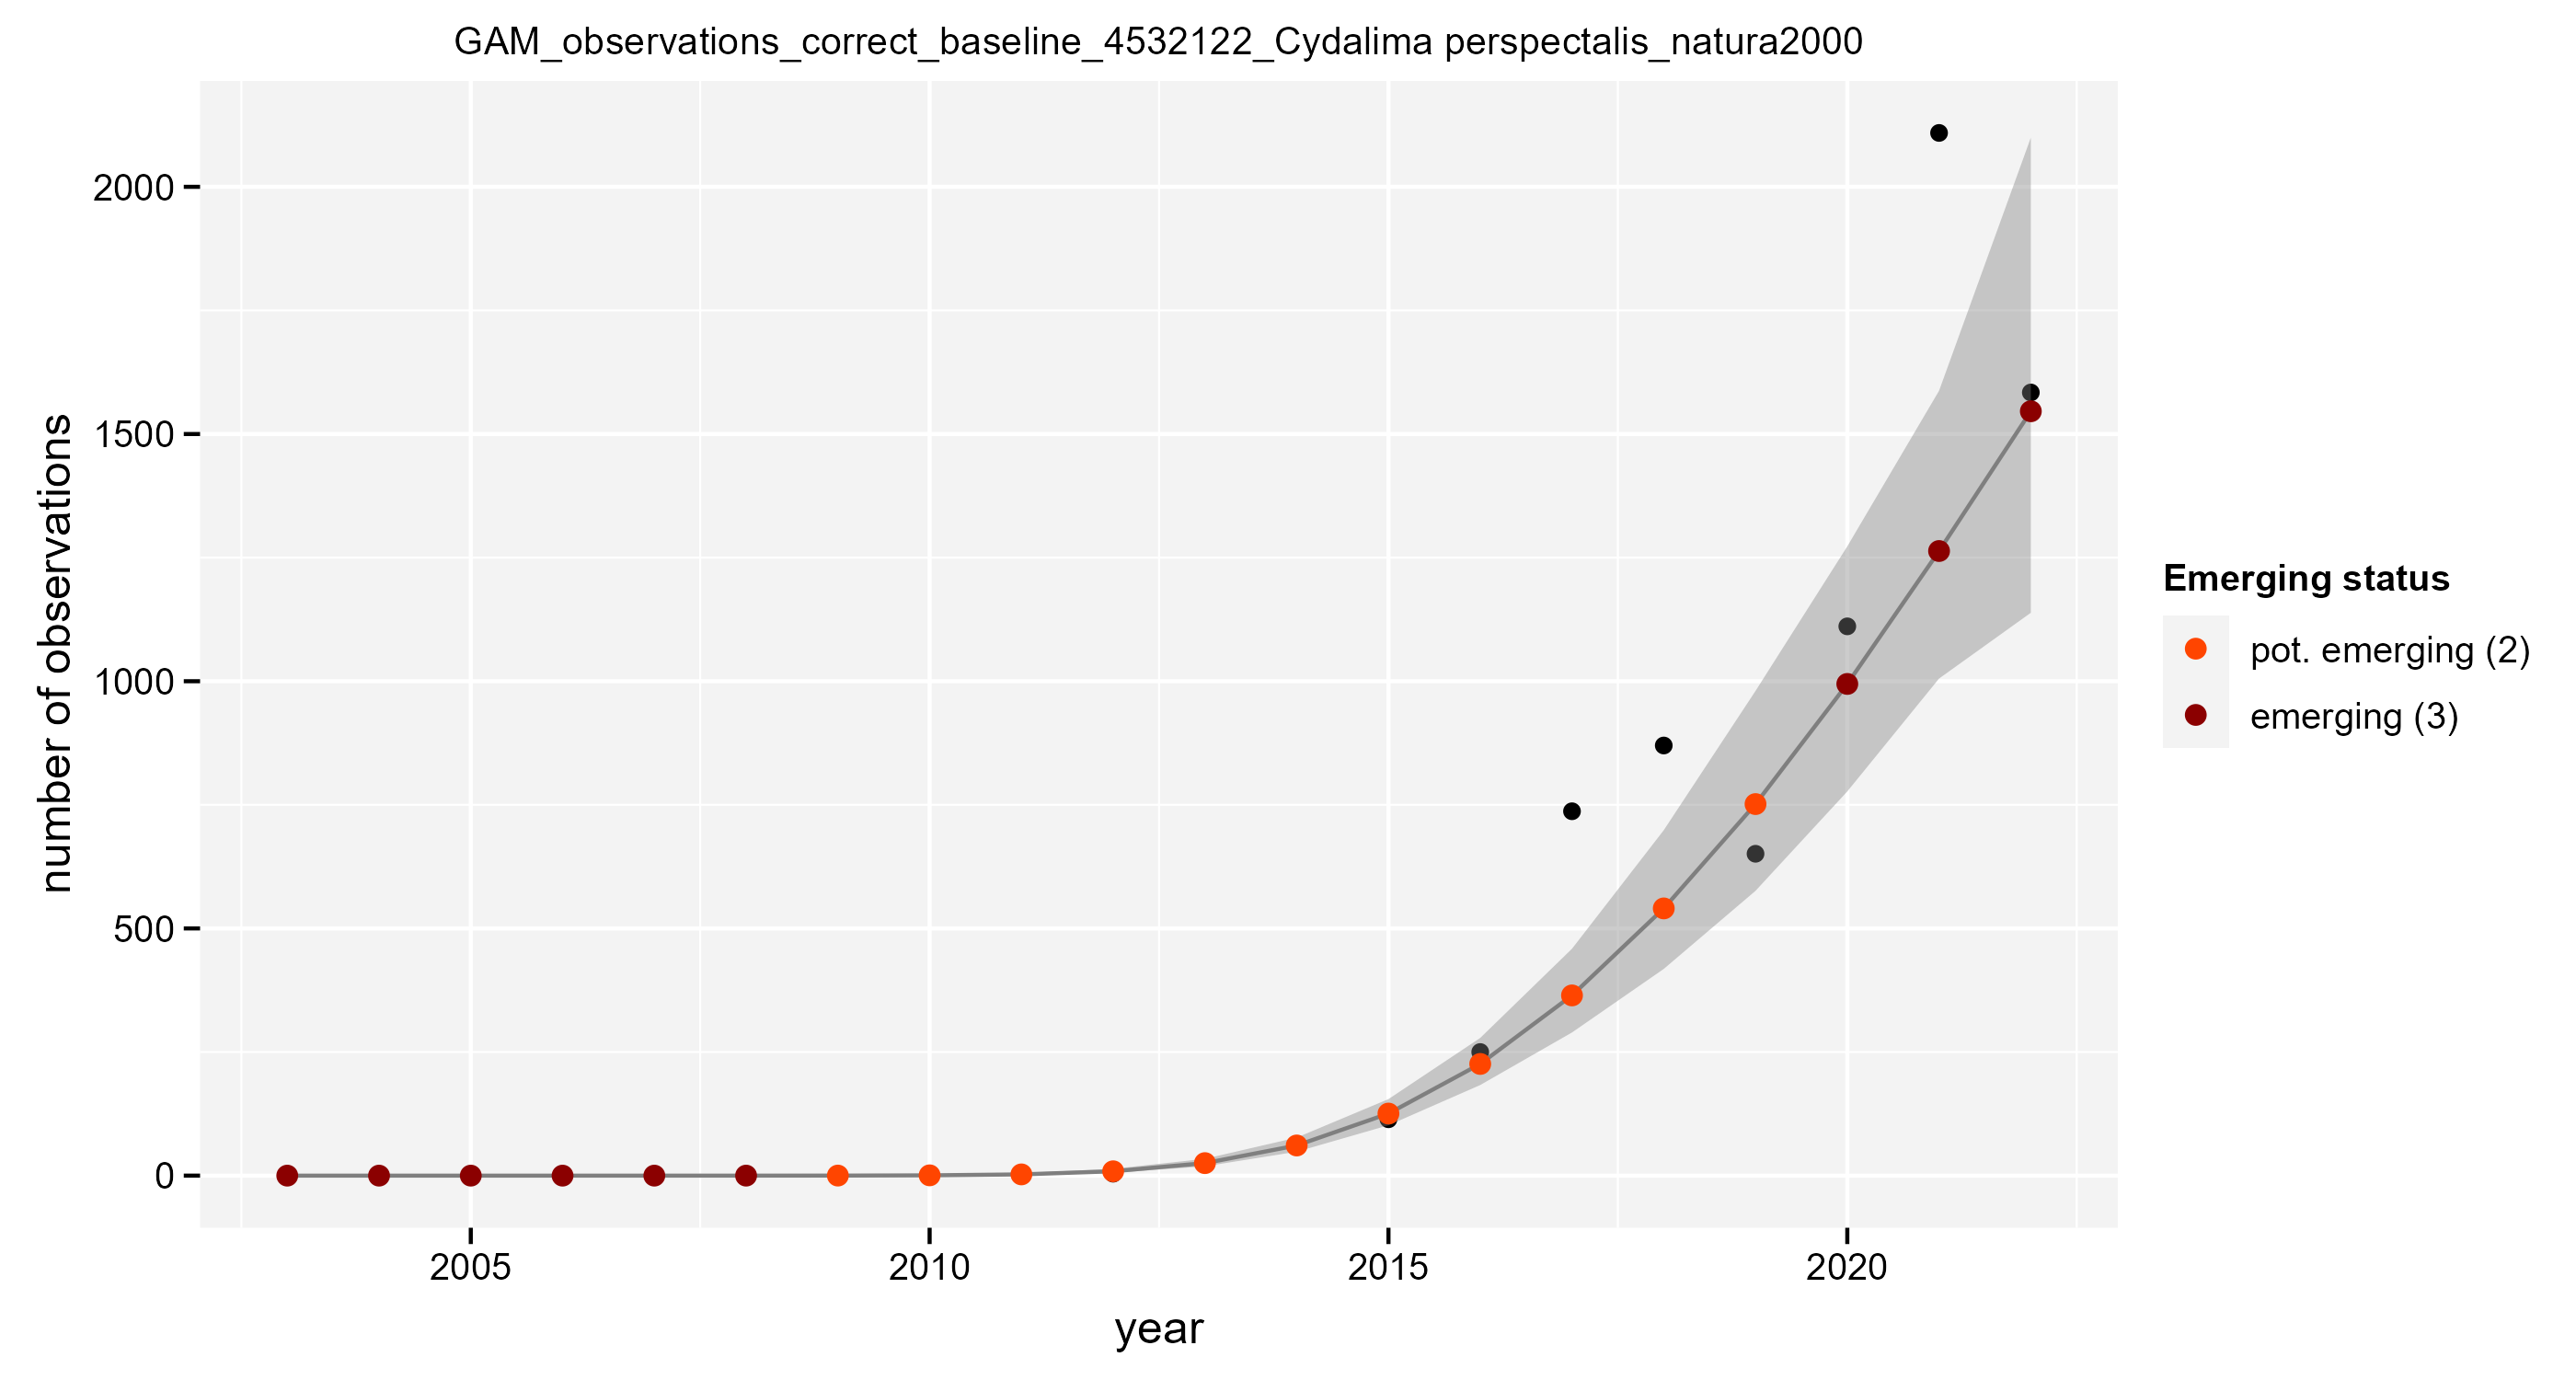 GAM_observations_correct_baseline_4532122_Cydalima perspectalis_natura2000
number of observations
2000
1500
1000
500
0
2005
2010
2015
2020
year
Emerging status
pot. emerging (2)
emerging (3)